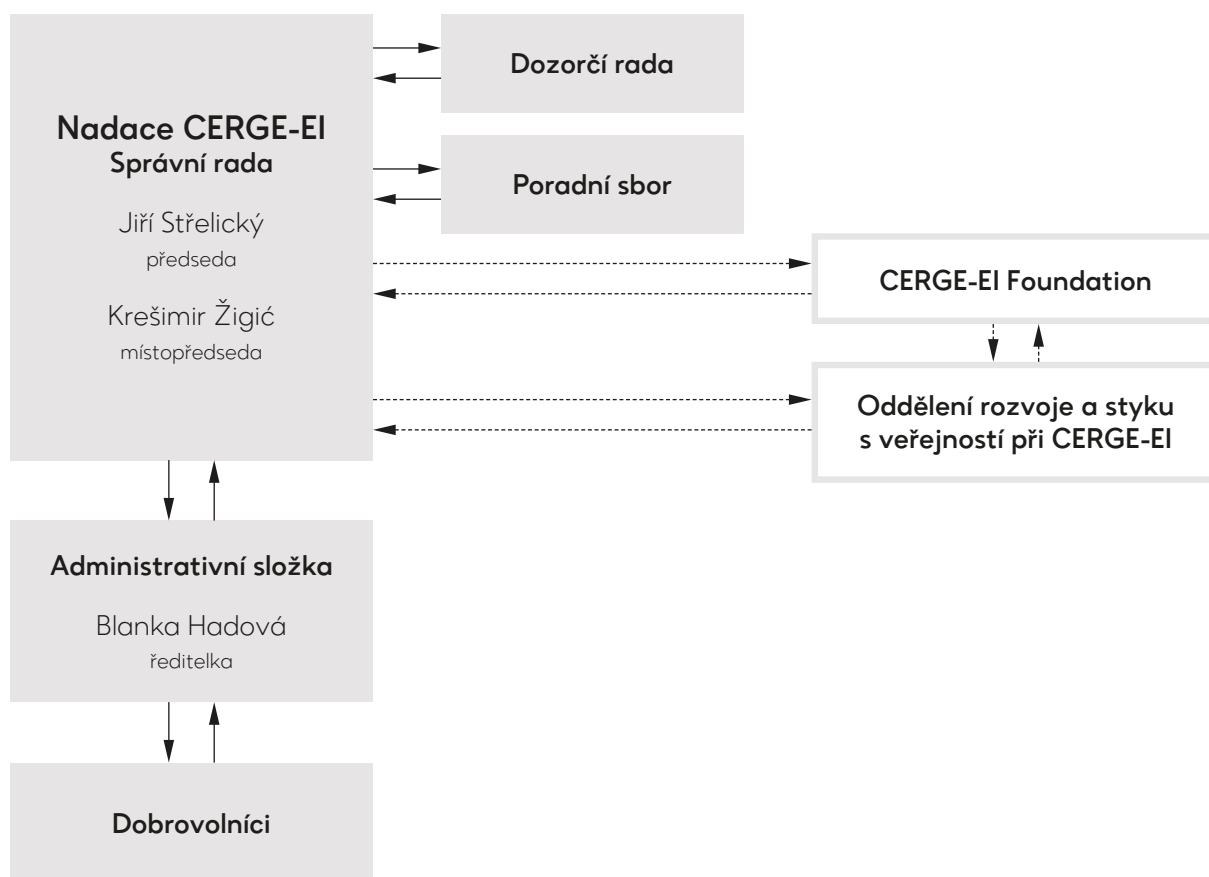 Nadace CERGE-EI
Správní rada
Jiří Střelický
předseda
Krešimir Žigić
místopředseda
Dozorčí rada
Poradní sbor
CERGE-EI Foundation
Oddělení rozvoje a styku
s veřejností při CERGE-EI
Administrativní složka
Blanka Hadová
ředitelka
Dobrovolníci